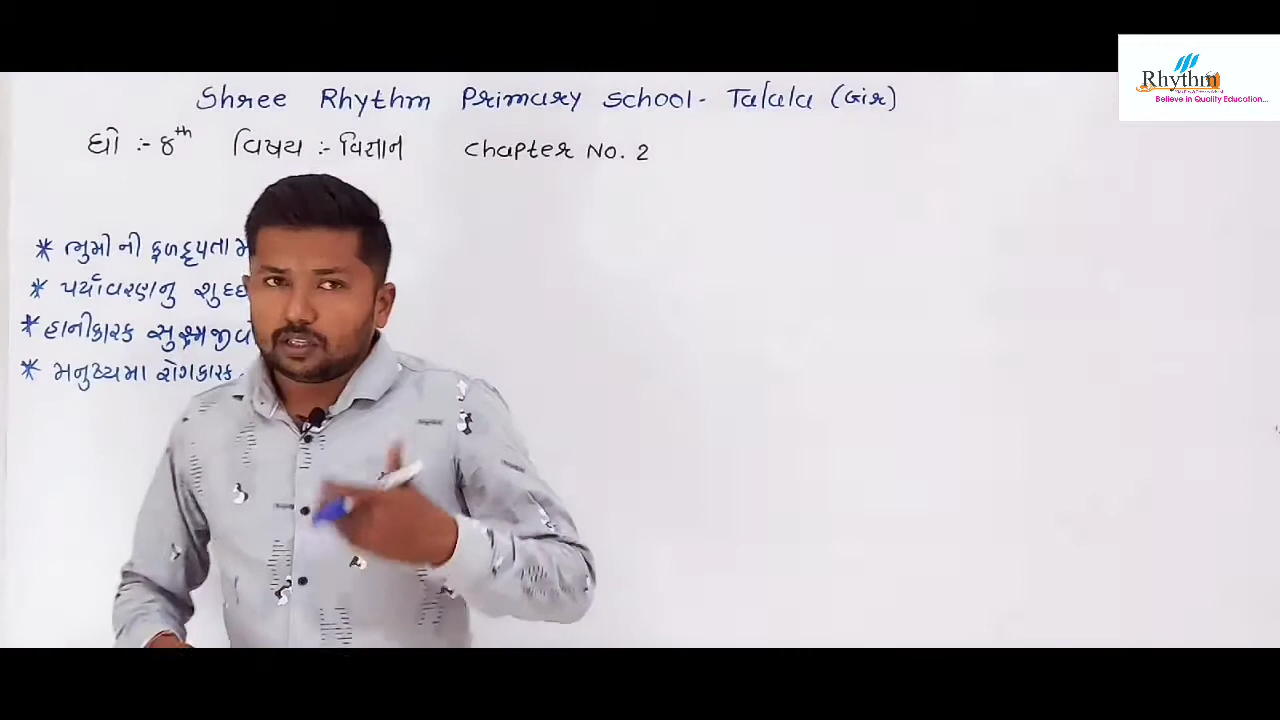 Shree Rhythm Primary School- Talala (Gir)
ધો :- ૪th વિષય :- વિજ્ઞાન Chapter No. 2
* ભુમી ની ફળદ્રુપતા મ
* પર્યાવરણનુ શુધ્ધ
* હાનીકારક સુક્ષ્મજીવો
* મનુષ્યમા રોગકારક
Rhythm
Believe in Quality Education...